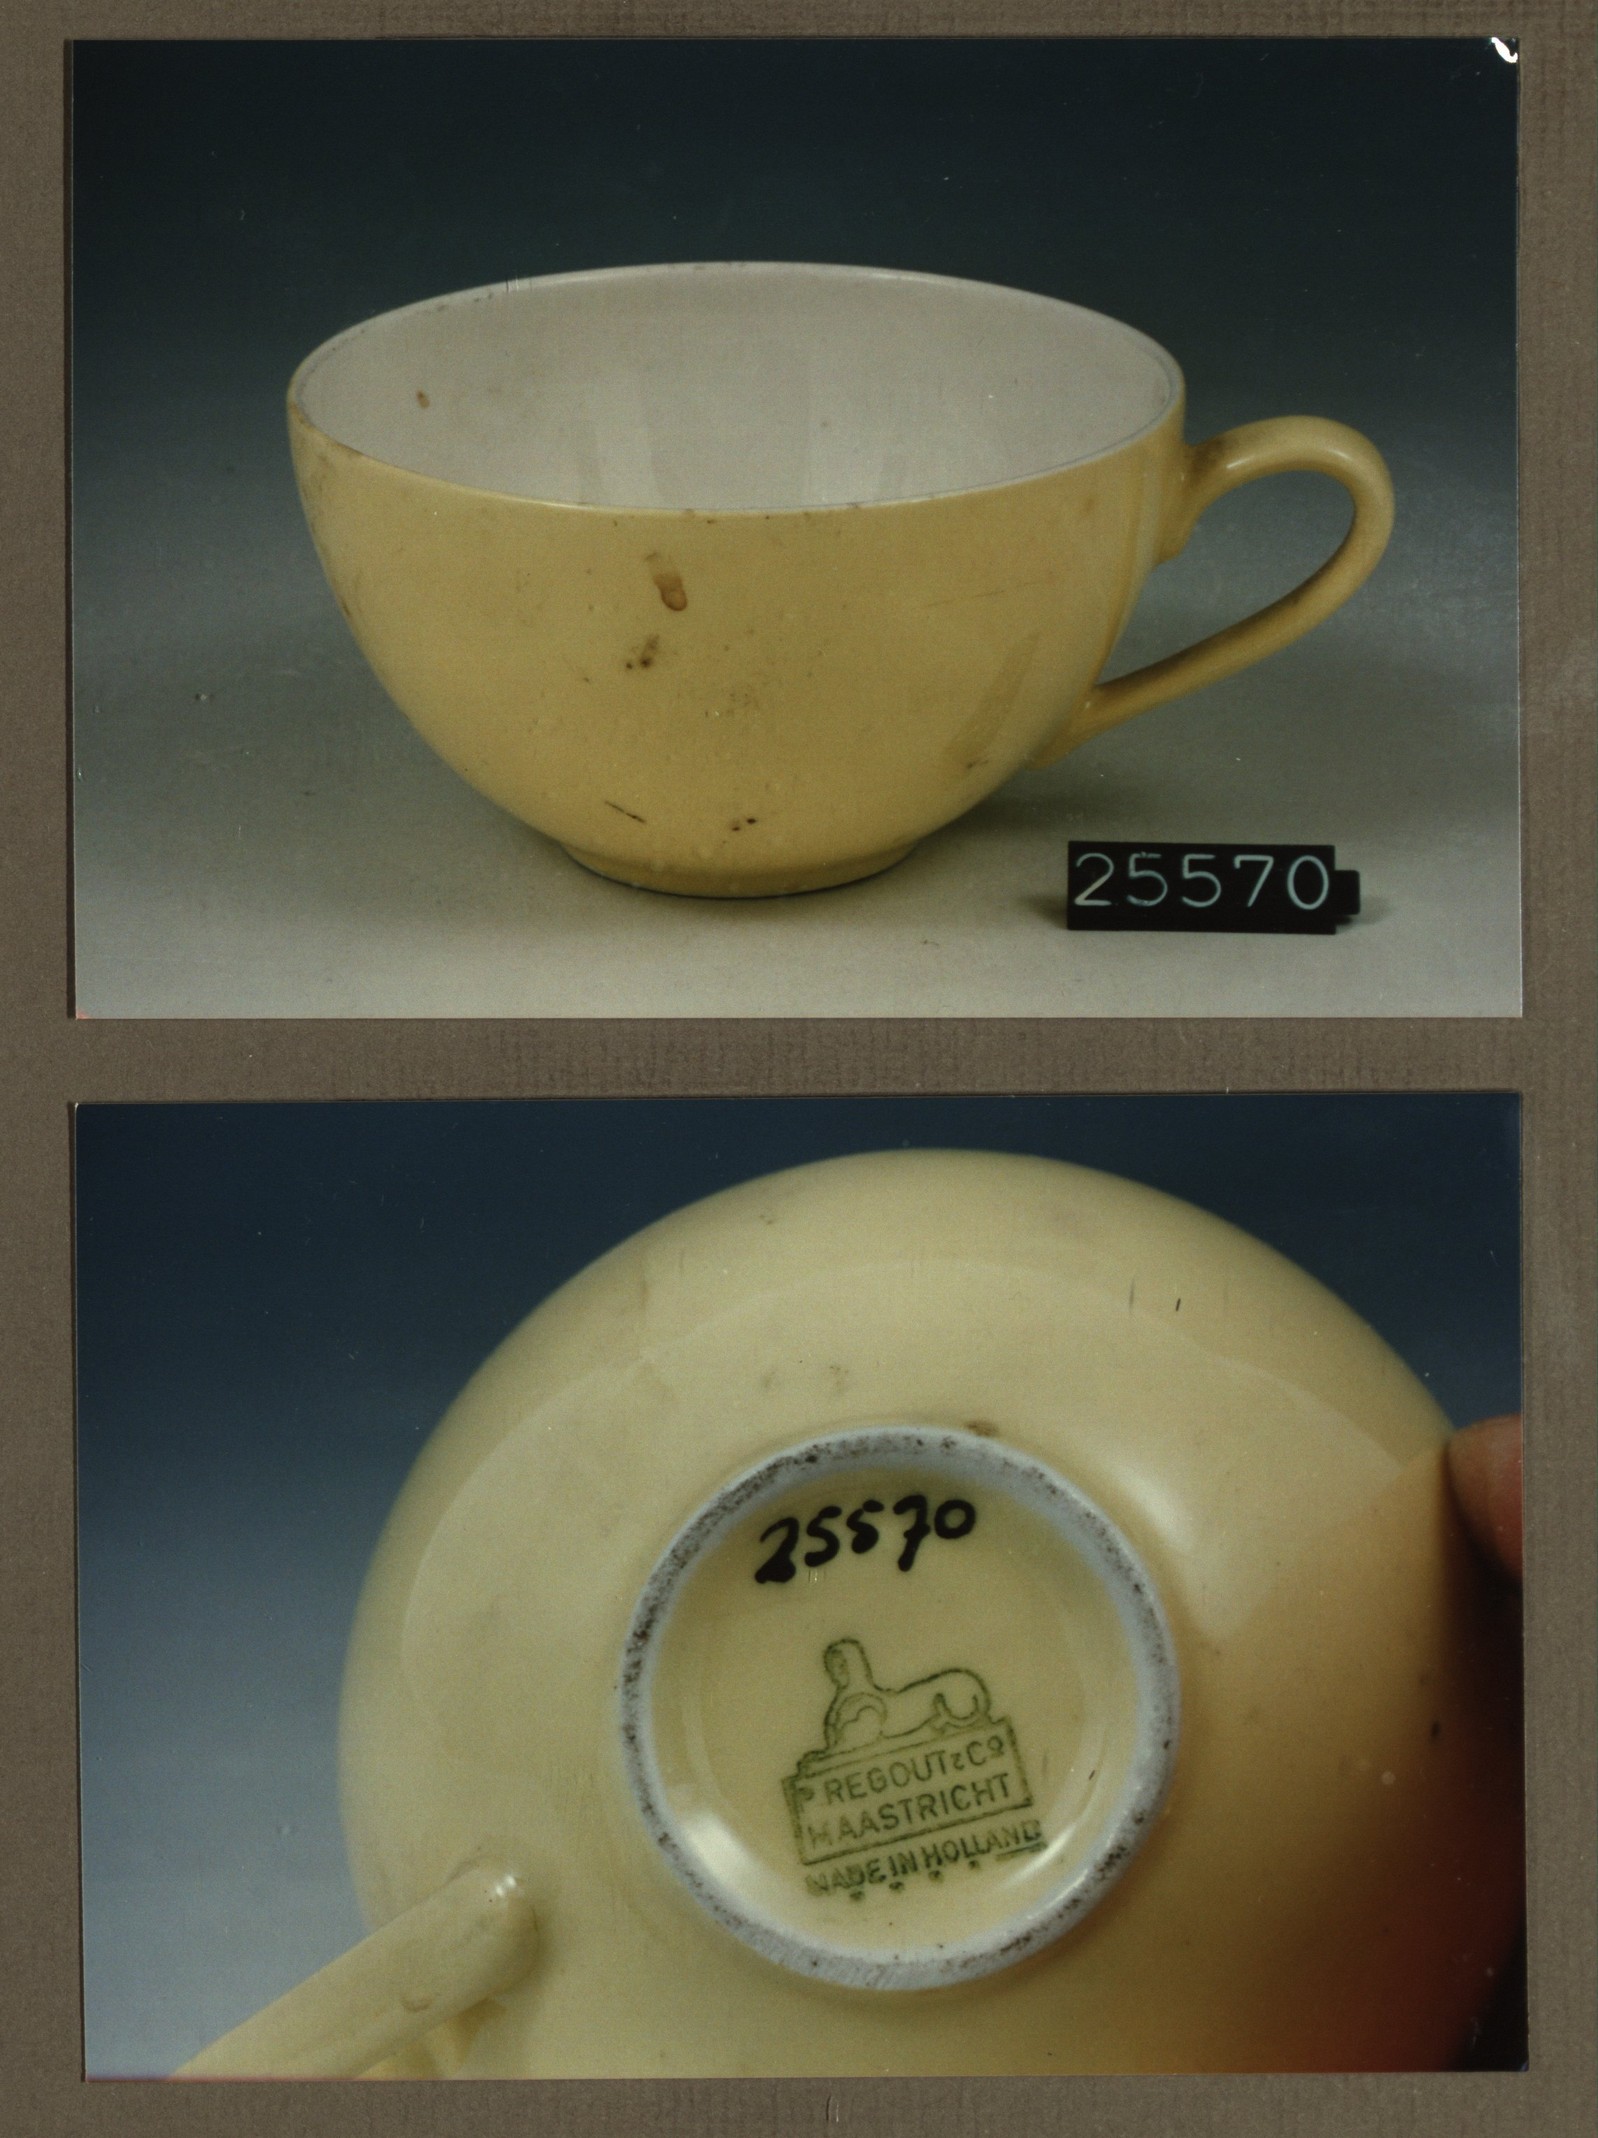 25570
25570
P REGOUT & Cº
MAASTRICHT
MADE IN HOLLAND